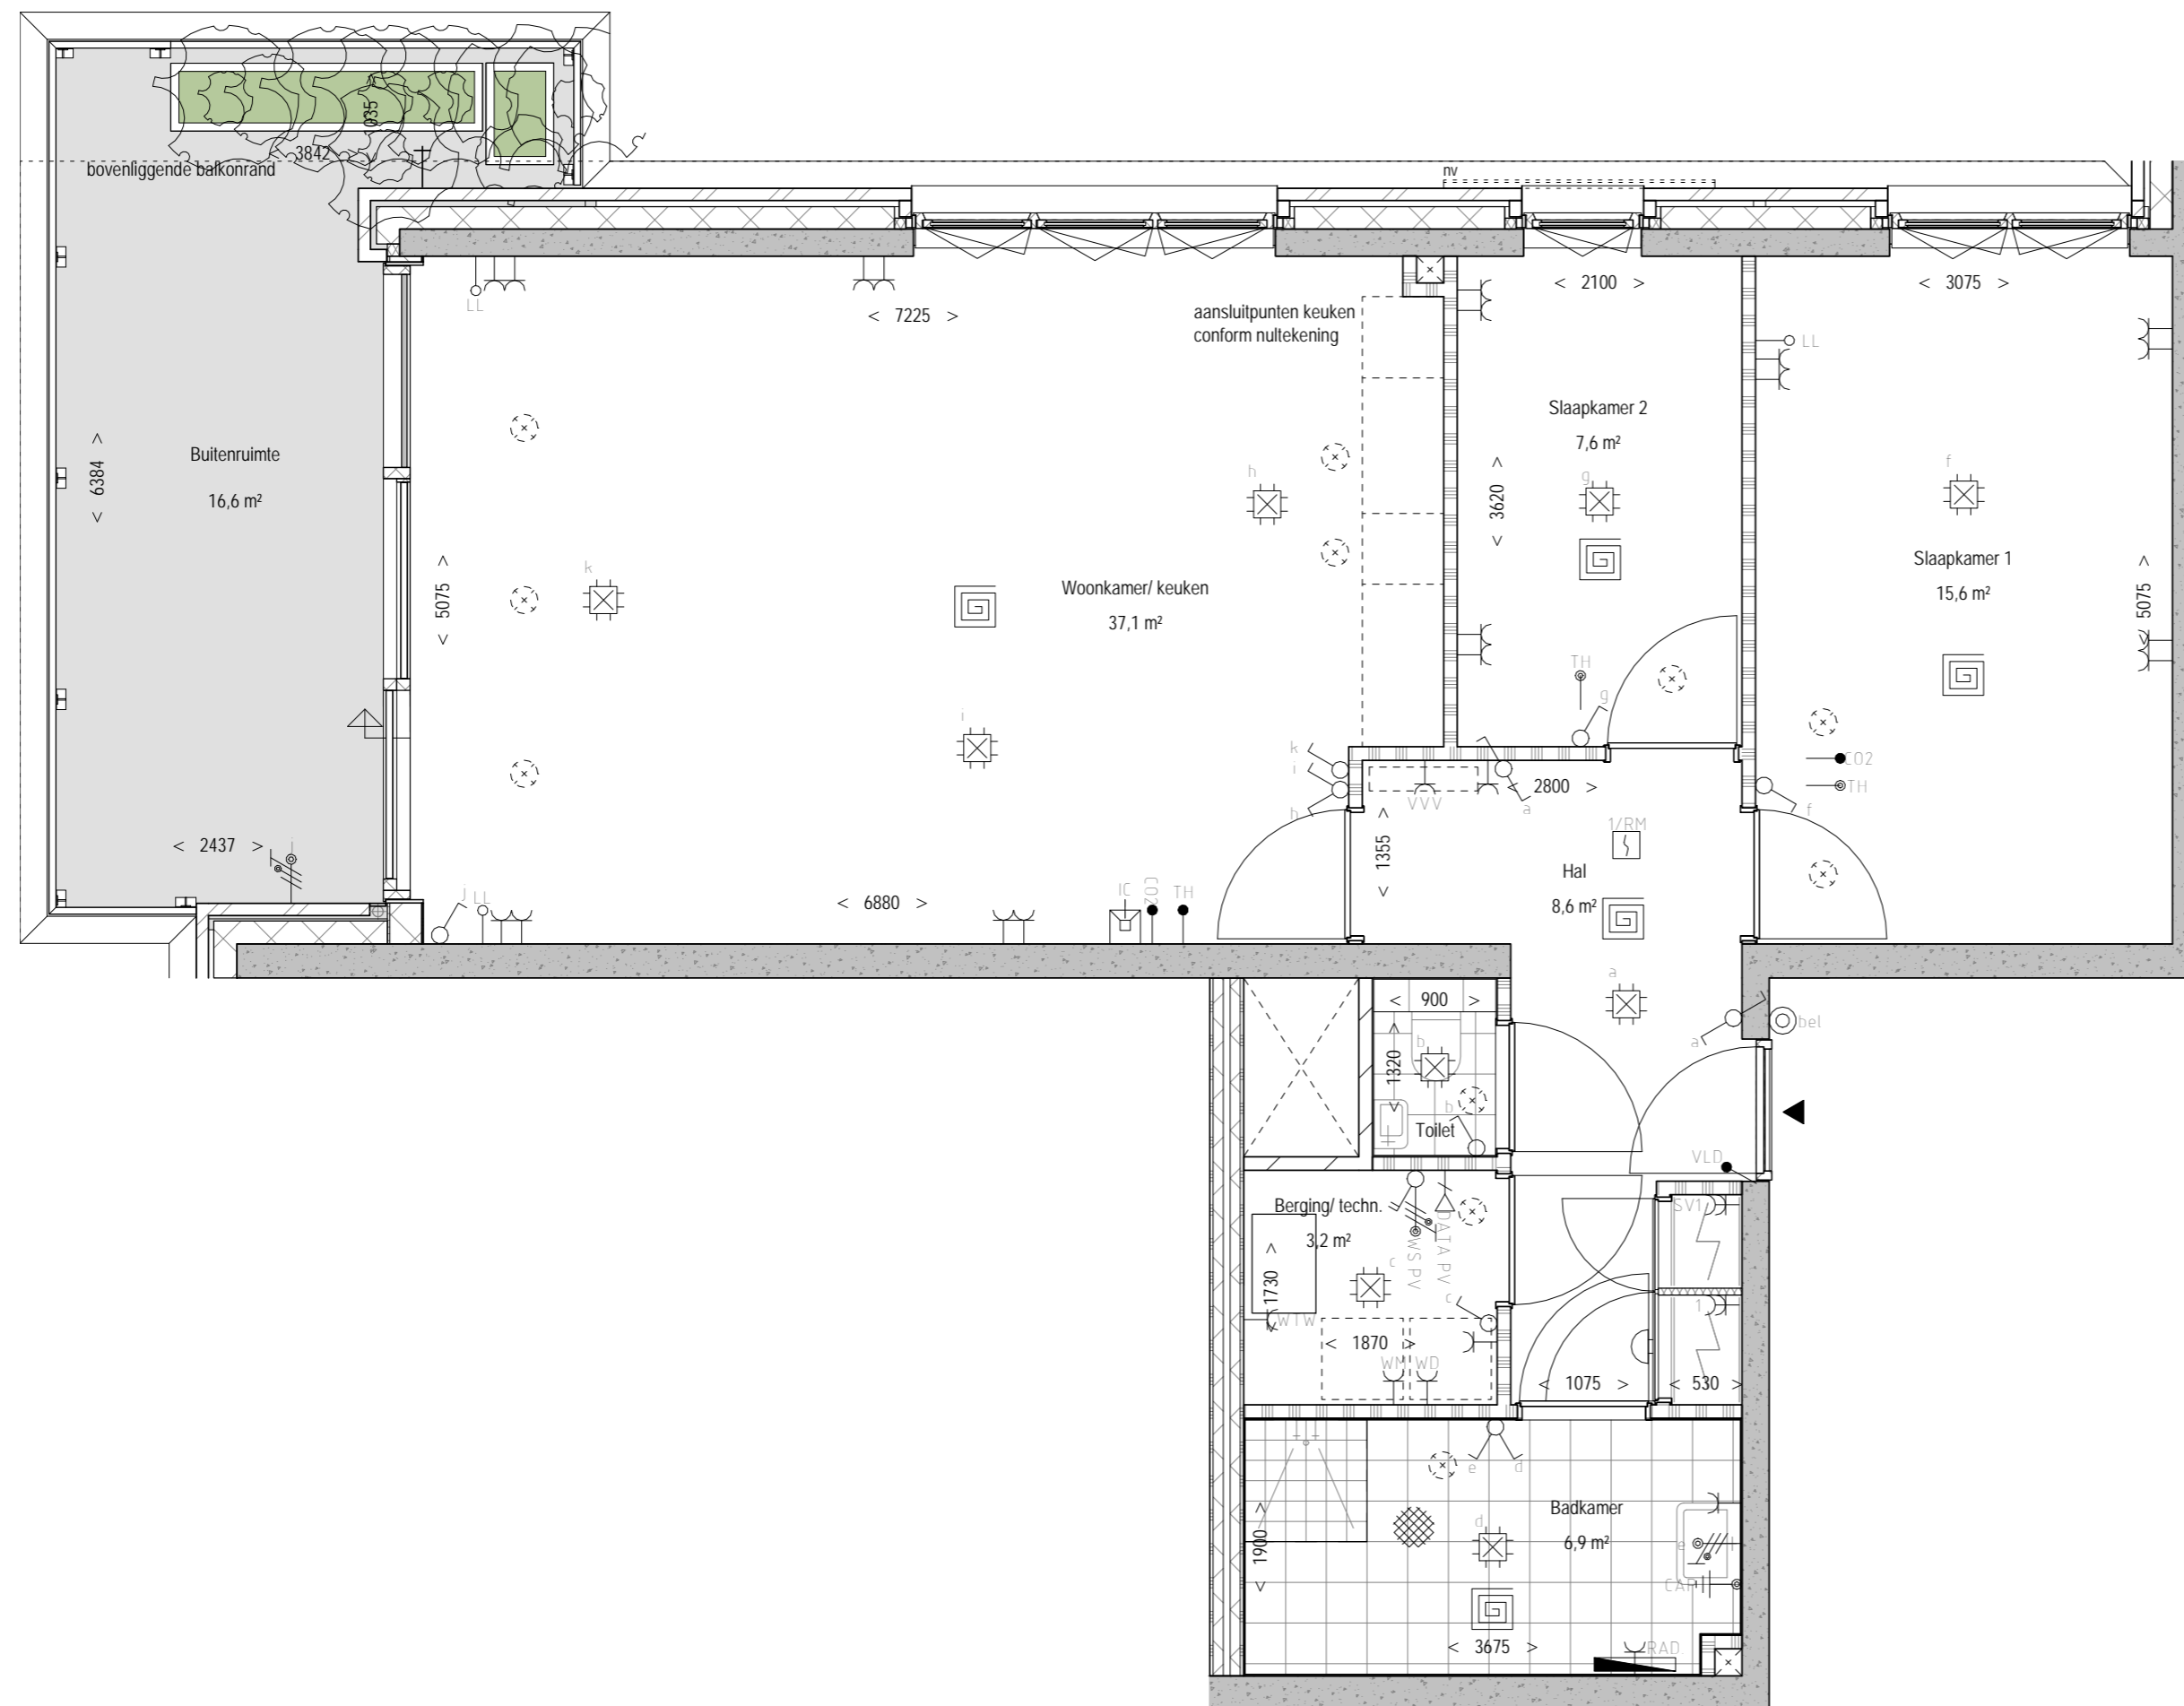 1035
< 3842 >
bovenliggende balkonrand
nv
LL
< 7225 >
aansluitpunten keuken
conform nultekening
< 2100 >
< 3075 >
LL
Slaapkamer 2
7,6 m²
g
f
h
< 6384 >
Buitenruimte
16,6 m²
< 3620 >
k
< 5075 >
Woonkamer/ keuken
37,1 m²
Slaapkamer 1
15,6 m²
< 5075 >
TH
g
i
k
i
h
VVV
< 2800 >
a
CO2
TH
f
1/RM
< 1355 >
< 2437 >
j
j
LL
< 6880 >
IC
CO2
TH
Hal
8,6 m²
a
< 900 >
a
bel
b
< 1320 >
b
Toilet
VLD
Berging/ techn.
3,2 m²
WS PV
DATA PV
SV1
c
< 1730 >
c
1
WTW
< 1870 >
WM
WD
< 1075 >
< 530 >
e
d
Badkamer
6,9 m²
d
e
< 1900 >
CAP
< 3675 >
RAD.